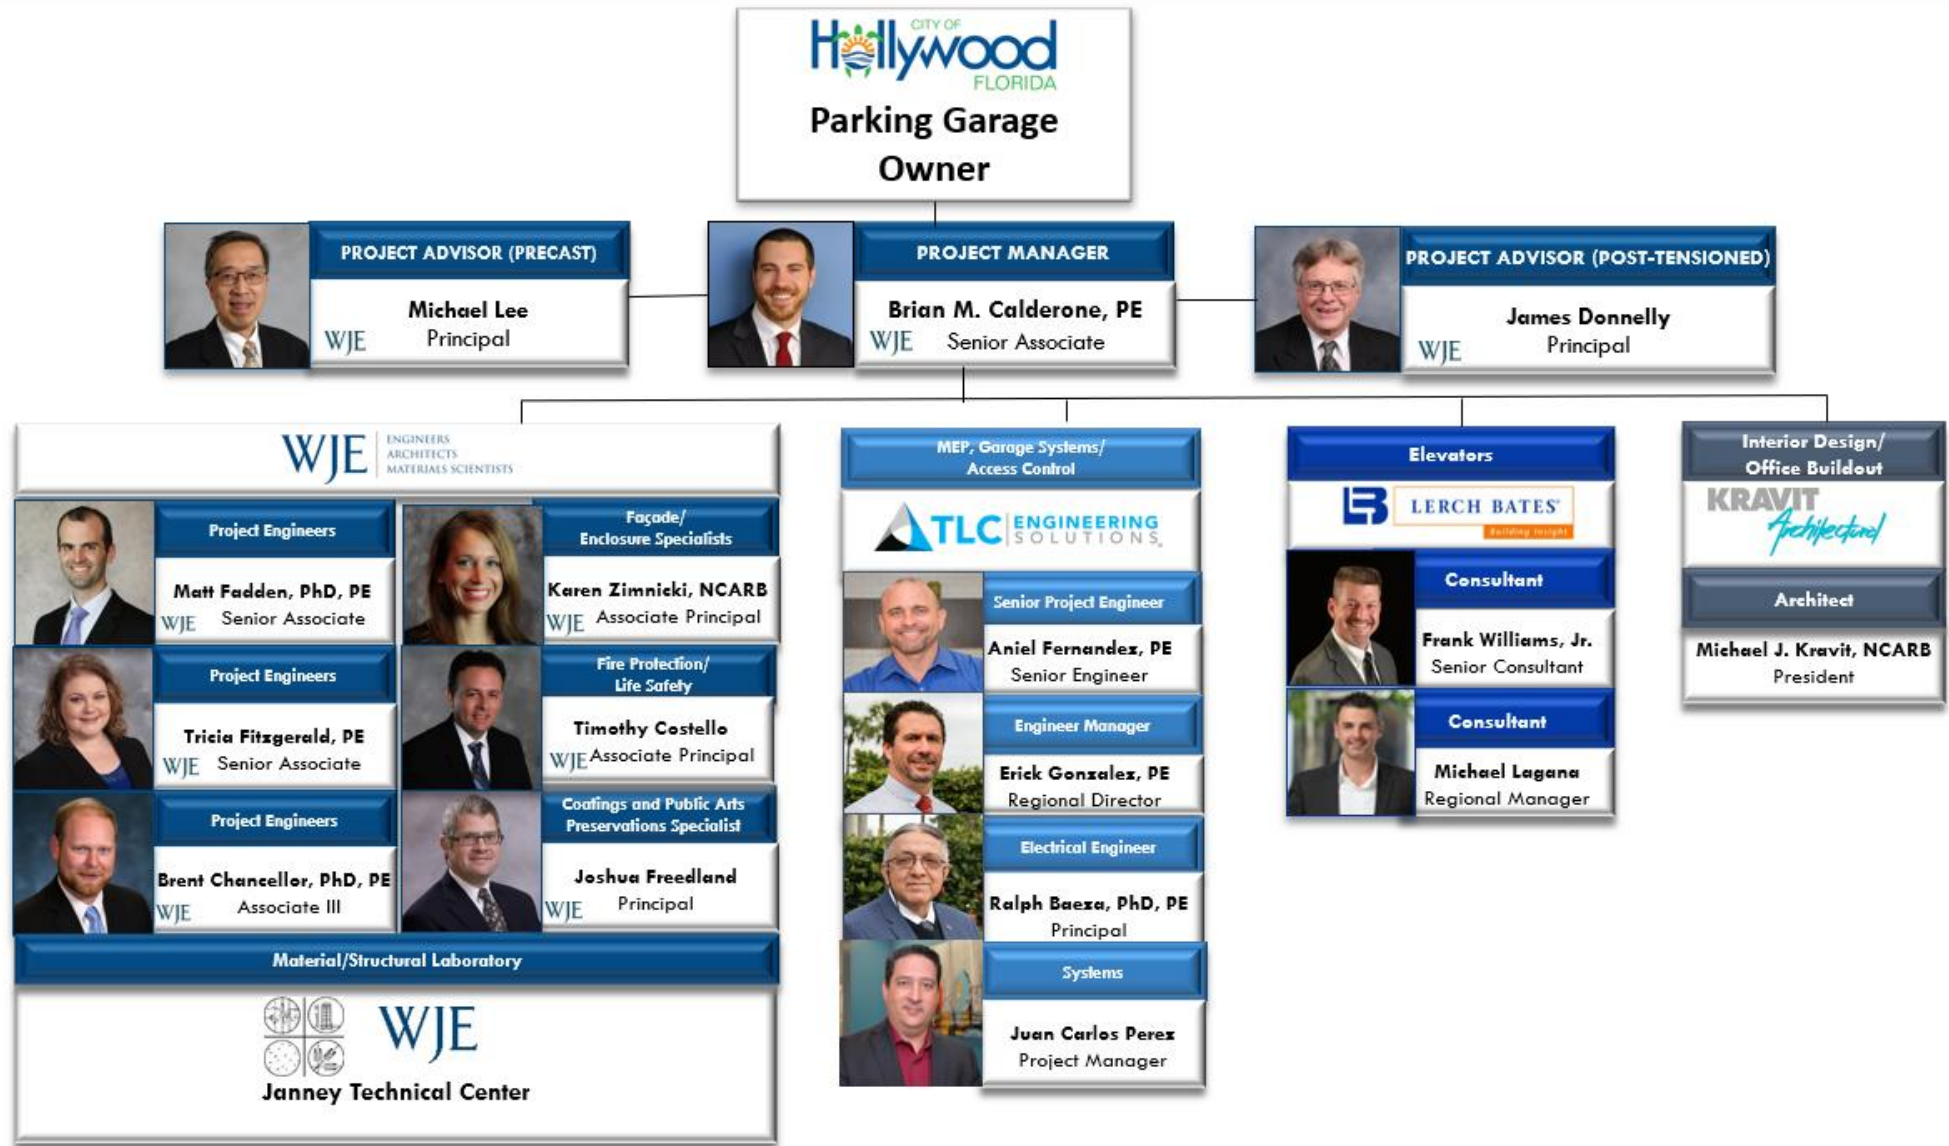 CITY OF
Hollywood
FLORIDA
Parking Garage
Owner
PROJECT ADVISOR (PRECAST)
Michael Lee
WJE Principal
PROJECT MANAGER
Brian M. Calderone, PE
WJE Senior Associate
PROJECT ADVISOR (POST-TENSIONED)
James Donnelly
WJE Principal
WJE
ENGINEERS
ARCHITECTS
MATERIALS SCIENTISTS
Project Engineers
Matt Fadden, PhD, PE
WJE Senior Associate
Façade/
Enclosure Specialists
Karen Zimnicki, NCARB
WJE Associate Principal
Project Engineers
Tricia Fitzgerald, PE
WJE Senior Associate
Fire Protection/
Life Safety
Timothy Costello
WJE Associate Principal
Project Engineers
Brent Chancellor, PhD, PE
WJE Associate III
Coatings and Public Arts
Preservations Specialist
Joshua Freedland
WJE Principal
Material/Structural Laboratory
WJE
Janney Technical Center
MEP, Garage Systems/
Access Control
TLC ENGINEERING
SOLUTIONS
Senior Project Engineer
Aniel Fernandez, PE
Senior Engineer
Engineer Manager
Erick Gonzalez, PE
Regional Director
Electrical Engineer
Ralph Baeza, PhD, PE
Principal
Systems
Juan Carlos Perez
Project Manager
Elevators
LB LERCH BATES
Building Insight
Consultant
Frank Williams, Jr.
Senior Consultant
Consultant
Michael Lagana
Regional Manager
Interior Design/
Office Buildout
KRAVIT
Architectural
Architect
Michael J. Kravit, NCARB
President